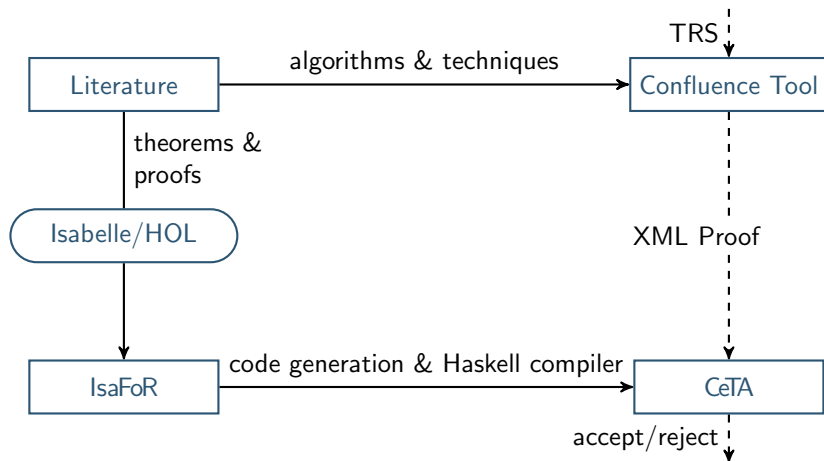 TRS
algorithms & techniques
Literature
Confluence Tool
theorems &
proofs
Isabelle/HOL
XML Proof
code generation & Haskell compiler
IsaFoR
CeTA
accept/reject